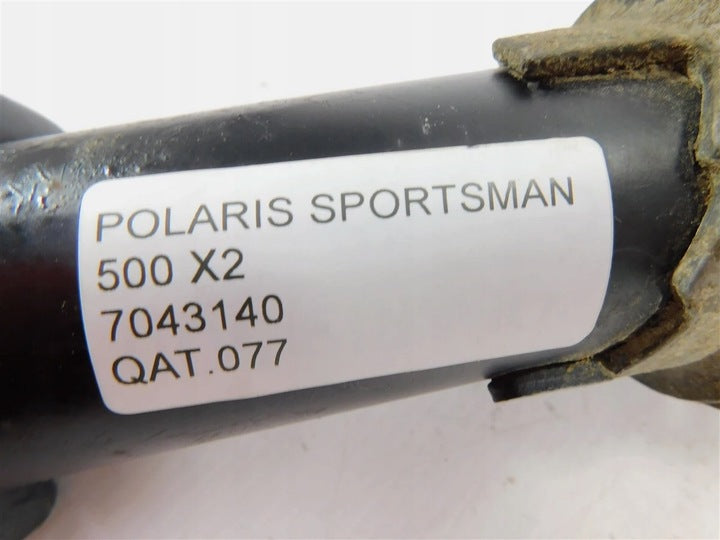 POLARIS SPORTSMAN
500 X2
7043140
QAT.077